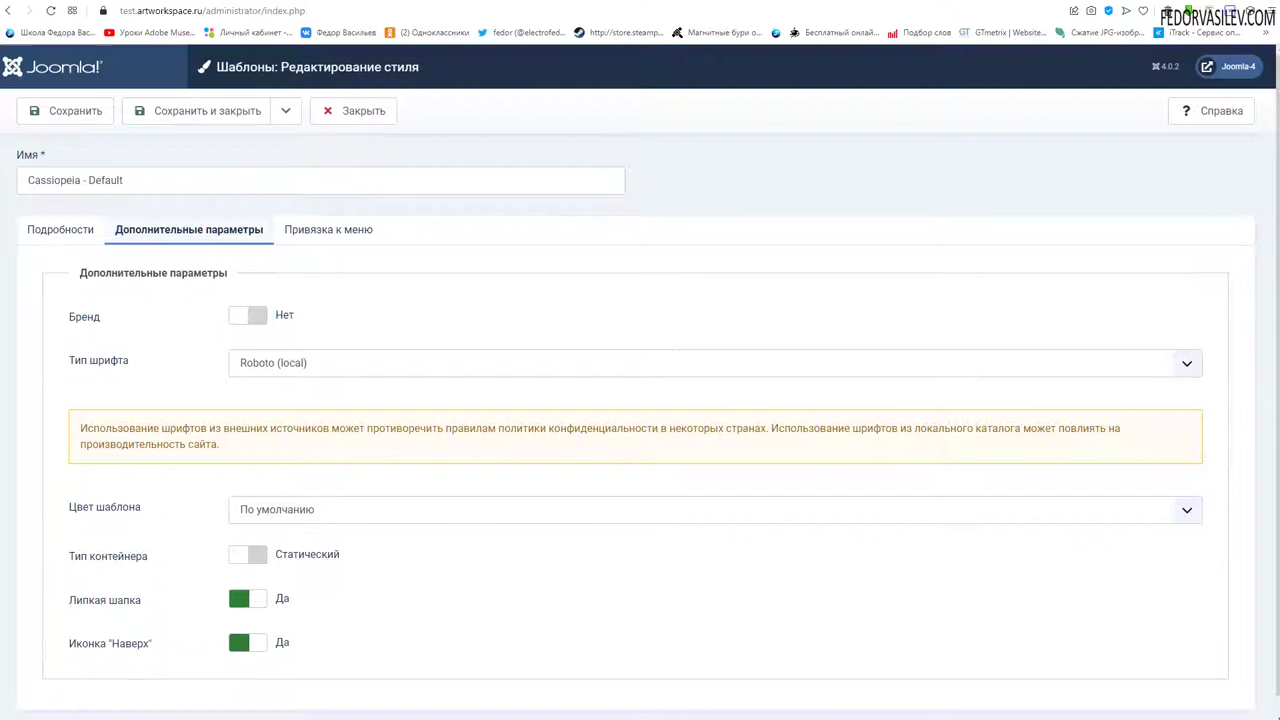 test.artworkspace.ru/administrator/index.php
FEDORVASILEV.COM
Школа Федора Вас...
Уроки Adobe Muse...
Личный кабинет -...
Федор Васильев
(2) Одноклассники
fedor (@electrofed...
http://store.steamp...
Магнитные бури о...
Бесплатный онлай...
Подбор слов
GTmetrix | Website...
Сжатие JPG-изобр...
iTrack - Сервис оп...
Joomla!
Шаблоны: Редактирование стиля
4.0.2
Joomla-4
Сохранить
Сохранить и закрыть
Закрыть
? Справка
Имя *
Cassiopeia - Default
Подробности
Дополнительные параметры
Привязка к меню
Дополнительные параметры
Бренд
Нет
Тип шрифта
Roboto (local)
Использование шрифтов из внешних источников может противоречить правилам политики конфиденциальности в некоторых странах. Использование шрифтов из локального каталога может повлиять на
производительность сайта.
Цвет шаблона
По умолчанию
Тип контейнера
Статический
Липкая шапка
Да
Иконка "Наверх"
Да